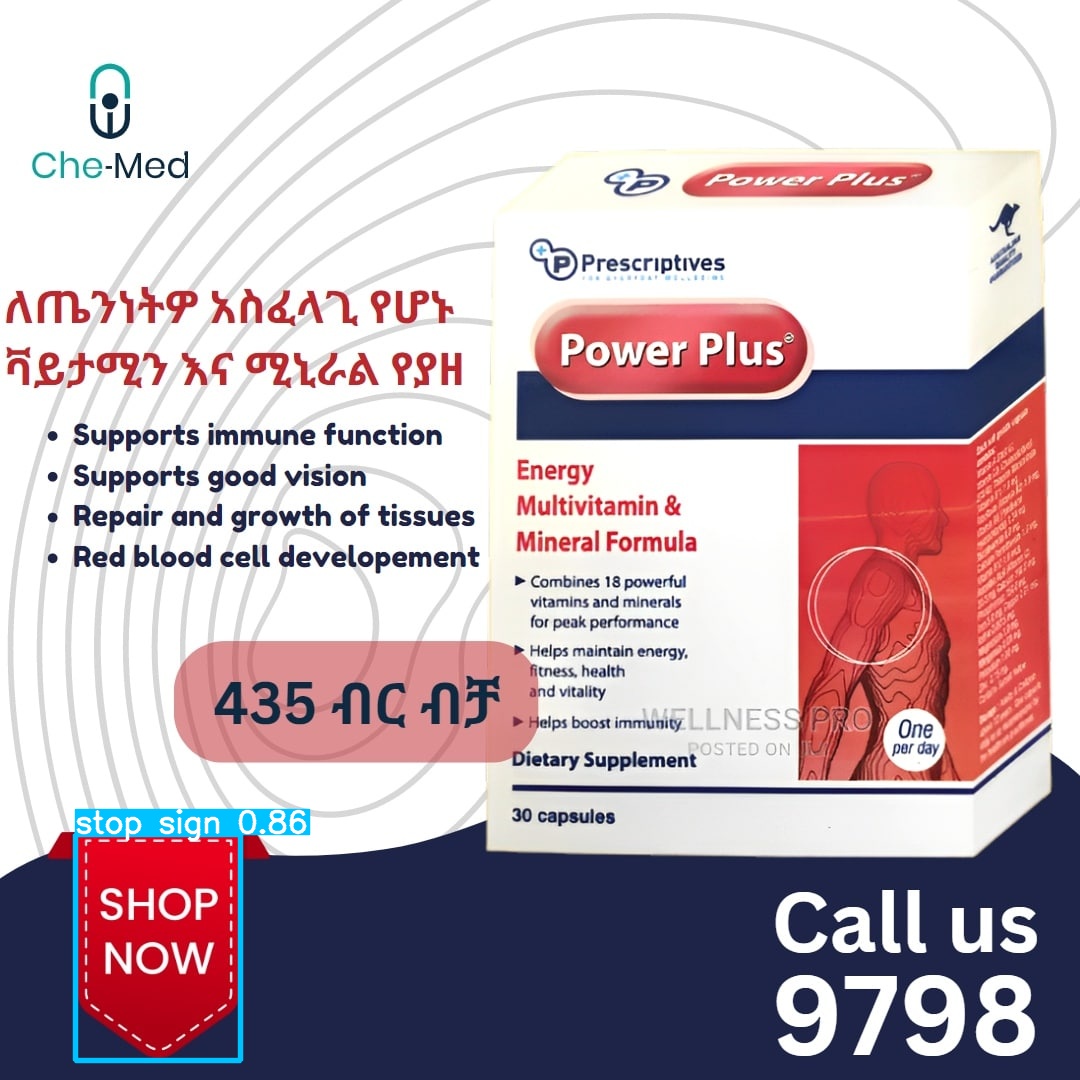 Che-Med
ለጤንነትዎ አስፈላጊ የሆኑ
ቫይታሚን እና ሚኒራል የያዘ
• Supports immune function
• Supports good vision
• Repair and growth of tissues
• Red blood cell developement
435 ብር ብቻ
stop sign 0.86
SHOP
NOW
Power Plus
Prescriptives
FOR EVERYDAY WELLBEING
Power Plus
Energy
Multivitamin &
Mineral Formula
Combines 18 powerful
vitamins and minerals
for peak performance
Helps maintain energy,
fitness, health
and vitality
Helps boost immunity
WELLNESS PRO
POSTED ON
Dietary Supplement
One
per day
30 capsules
Call us
9798